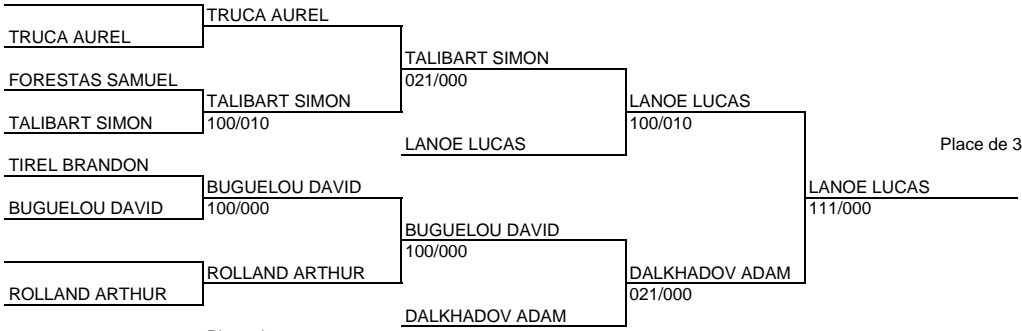 TRUCA AUREL
TRUCA AUREL
TALIBART SIMON
FORESTAS SAMUEL
021/000
TALIBART SIMON
LANOE LUCAS
TALIBART SIMON
100/010
100/010
LANOE LUCAS
Place de 3
TIREL BRANDON
BUGUELOU DAVID
LANOE LUCAS
BUGUELOU DAVID
100/000
111/000
BUGUELOU DAVID
100/000
ROLLAND ARTHUR
DALKHADOV ADAM
ROLLAND ARTHUR
021/000
DALKHADOV ADAM